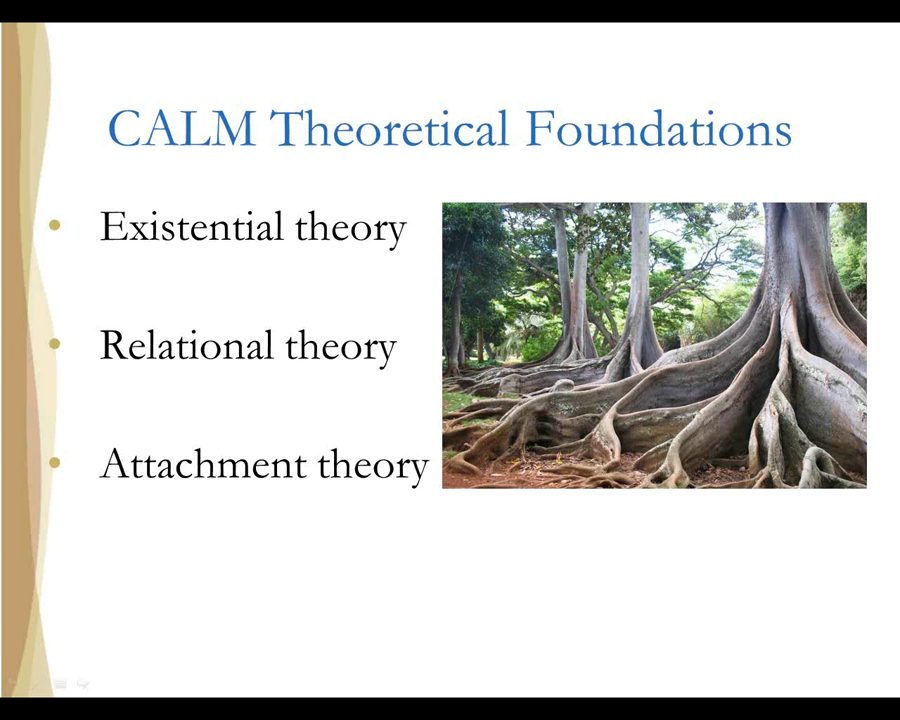 CALM Theoretical Foundations
• Existential theory
• Relational theory
• Attachment theory